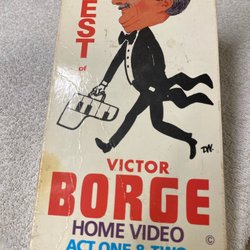 EST
of
VICTOR
BORGE
HOME VIDEO
©
ACT ONE & TWO